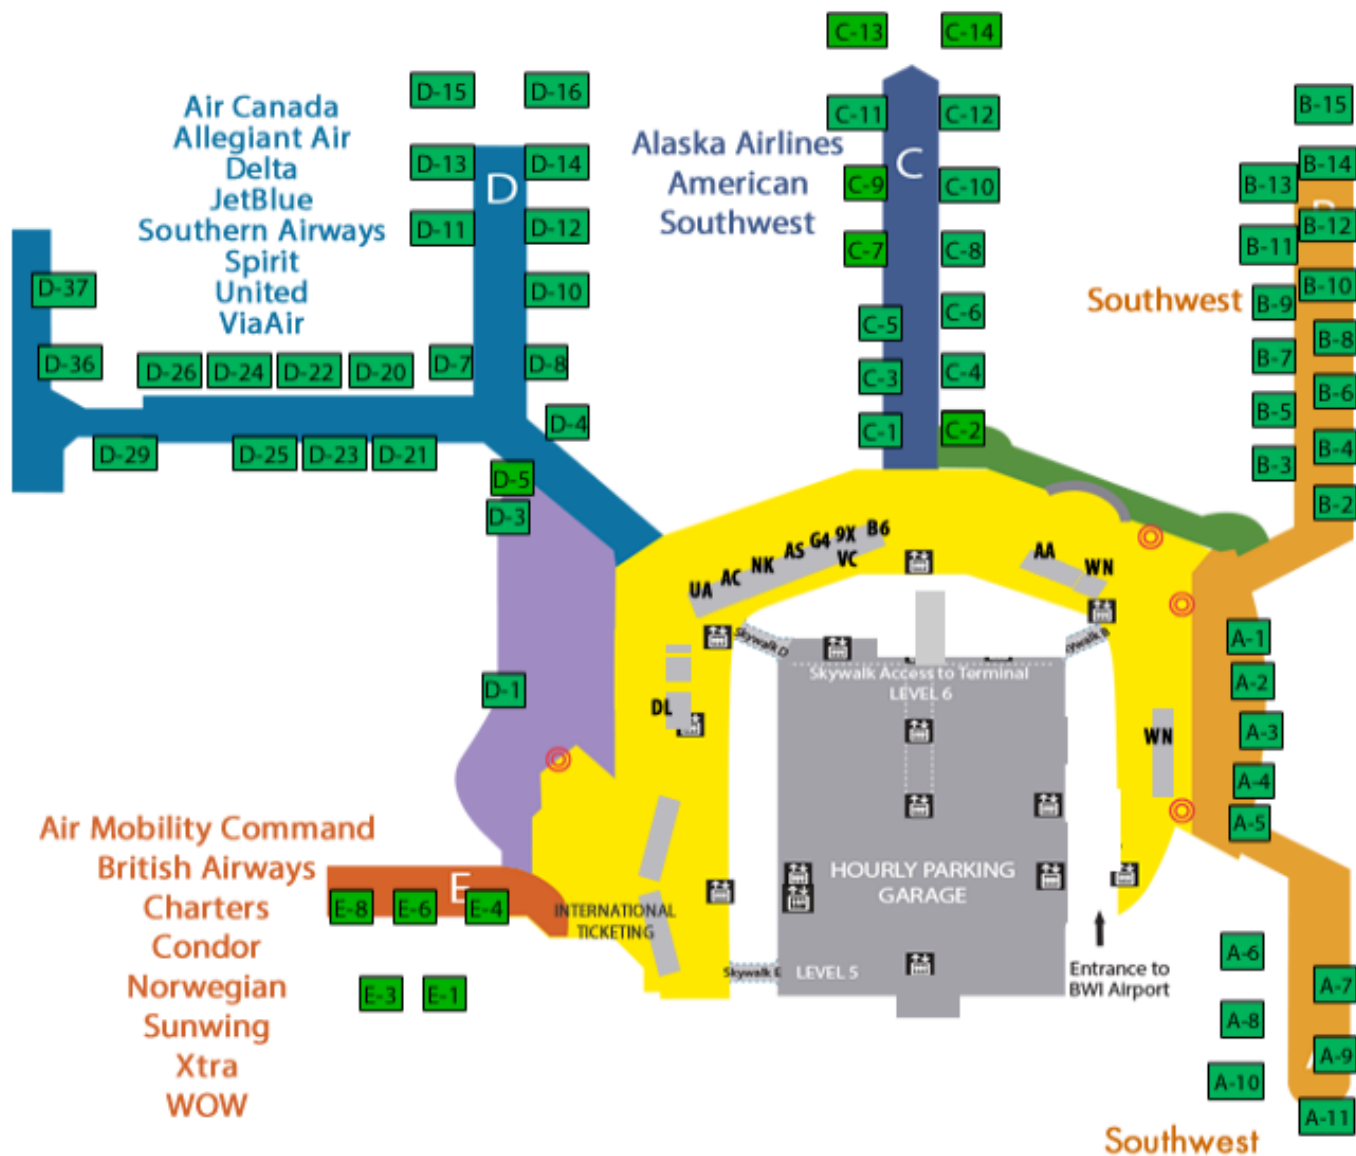 C-13
C-14
D-15
D-16
Air Canada
Allegiant Air
Delta
JetBlue
Southern Airways
Spirit
United
ViaAir
C-11
C-12
Alaska Airlines
American
Southwest
B-15
D-13
D-14
D
C
C-9
C-10
B-14
B-13
D-11
D-12
C-7
C-8
B-12
B-11
D-37
D-10
C-5
C-6
Southwest
B-10
B-9
D-36
D-26
D-24
D-22
D-20
D-7
D-8
C-3
C-4
B-8
B-7
B-6
D-4
C-1
C-2
B-5
D-29
D-25
D-23
D-21
B-4
B-3
D-5
D-3
B-2
UA
AC
NK
AS
G4
9X
VC
B6
AA
WN
Skywalk D
A-1
Skywalk Access to Terminal
LEVEL 6
A-2
D-1
DL
WN
A-3
A-4
A-5
Air Mobility Command
British Airways
Charters
Condor
Norwegian
Sunwing
Xtra
WOW
E
E-8
E-6
E-4
E-3
E-1
INTERNATIONAL
TICKETING
HOURLY PARKING
GARAGE
Skywalk E
LEVEL 5
Entrance to
BWI Airport
A-6
A-7
A-8
A-9
A-10
A-11
Southwest